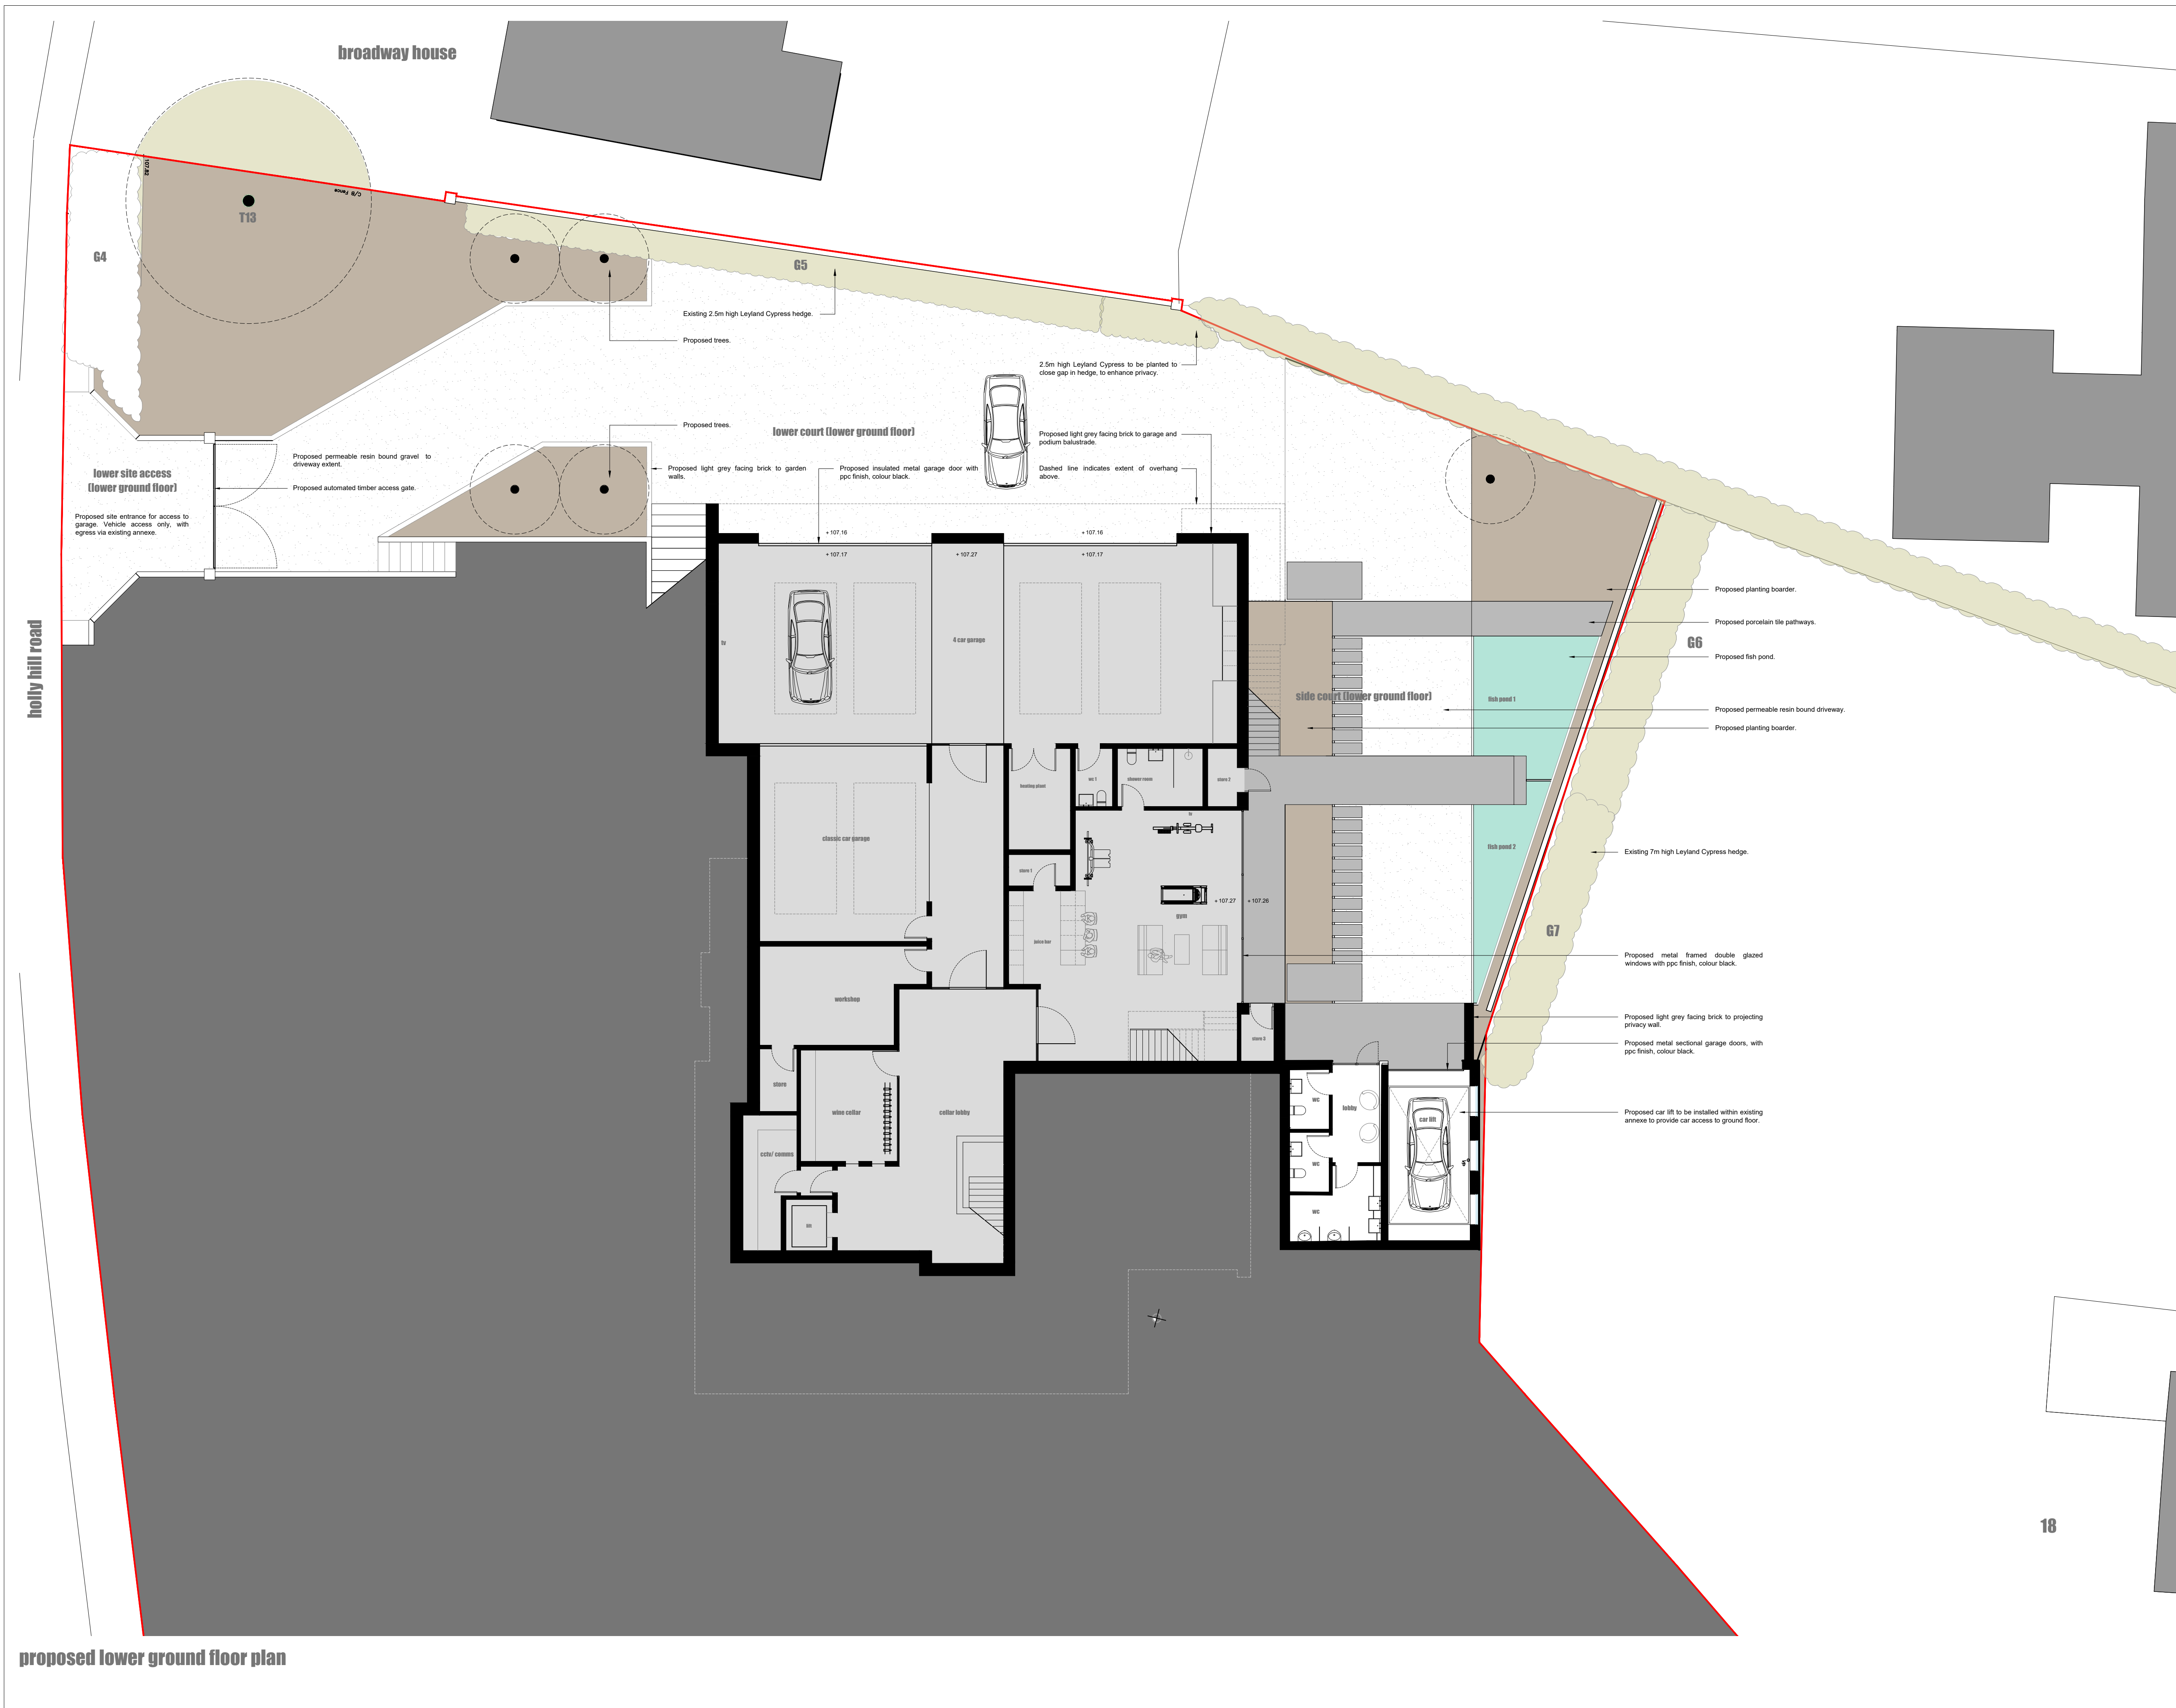 broadway house
107.82
C/B Fence
T13
G4
G5
Existing 2.5m high Leyland Cypress hedge.
Proposed trees.
2.5m high Leyland Cypress to be planted to
close gap in hedge, to enhance privacy.
Proposed trees.
lower court (lower ground floor)
Proposed light grey facing brick to garage and
podium balustrade.
Proposed permeable resin bound gravel to
driveway extent.
lower site access
(lower ground floor)
Proposed automated timber access gate.
Proposed light grey facing brick to garden
walls.
Proposed insulated metal garage door with
ppc finish, colour black.
Dashed line indicates extent of overhang
above.
Proposed site entrance for access to
garage. Vehicle access only, with
egress via existing annexe.
+ 107.16
+ 107.16
+ 107.17
+ 107.27
+ 107.17
holly hill road
tv
4 car garage
Proposed planting boarder.
Proposed porcelain tile pathways.
G6
Proposed fish pond.
side court (lower ground floor)
fish pond 1
Proposed permeable resin bound driveway.
Proposed planting boarder.
heating plant
wc 1
shower room
store 2
tv
classic car garage
fish pond 2
Existing 7m high Leyland Cypress hedge.
store 1
+ 107.27
+ 107.26
gym
G7
juice bar
Proposed metal framed double glazed
windows with ppc finish, colour black.
workshop
Proposed light grey facing brick to projecting
privacy wall.
store 3
Proposed metal sectional garage doors, with
ppc finish, colour black.
store
wine cellar
cellar lobby
wc
lobby
car lift
Proposed car lift to be installed within existing
annexe to provide car access to ground floor.
cctv/ comms
wc
wc
18
proposed lower ground floor plan